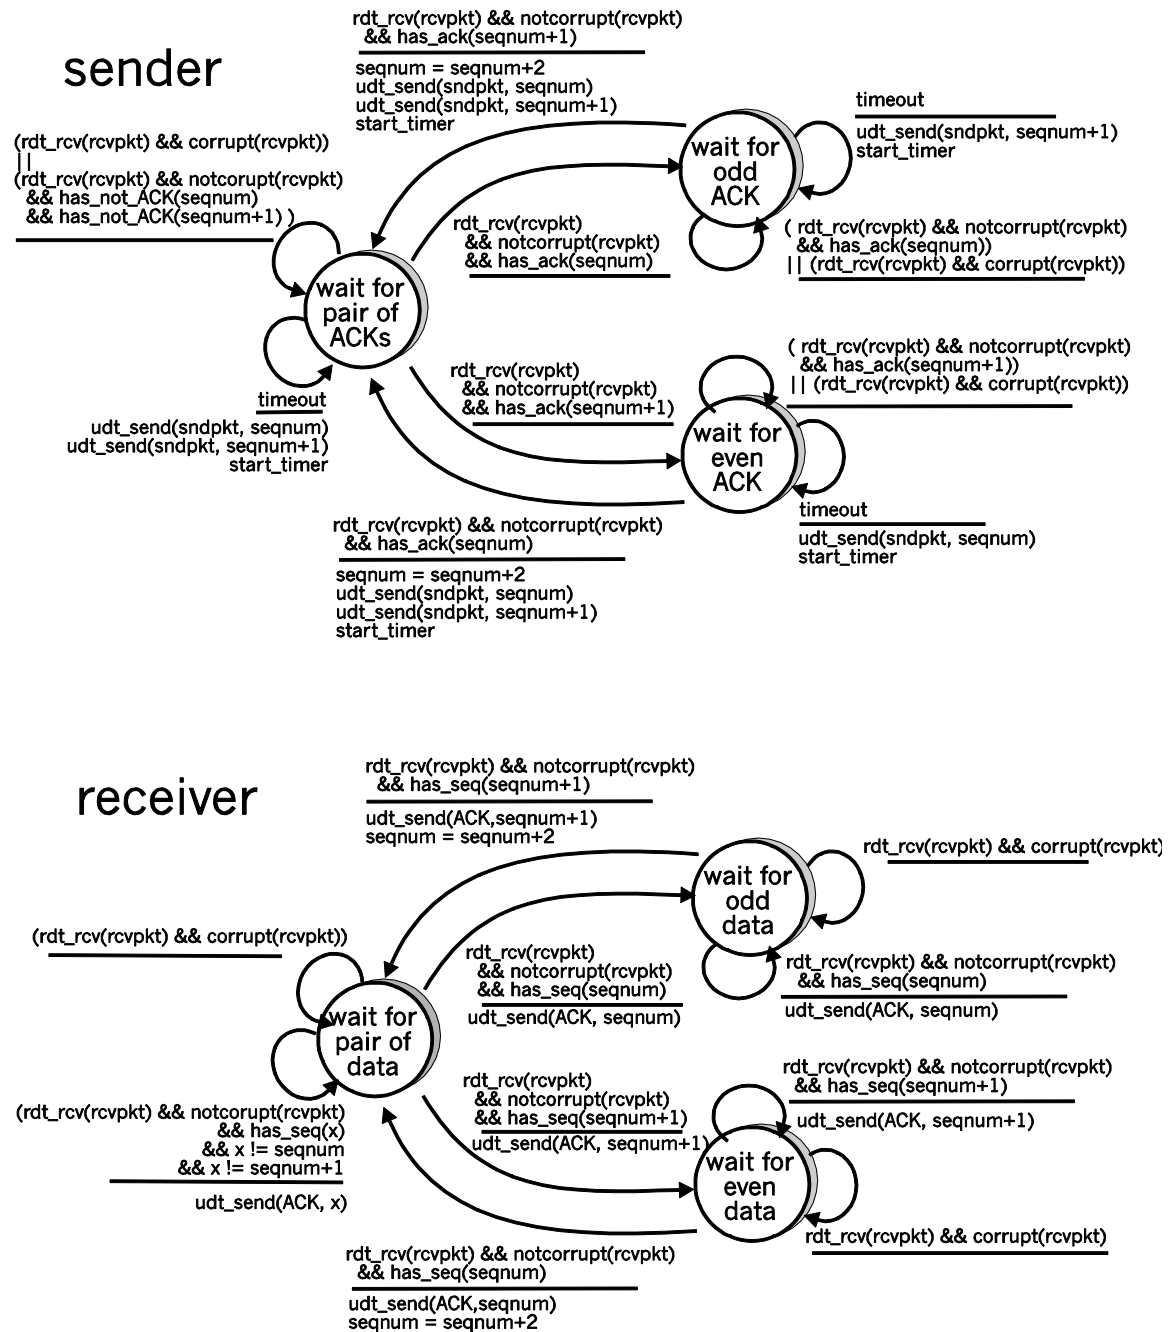 sender
rdt_rcv(rcvpkt) && notcorrupt(rcvpkt)
&& has_ack(seqnum+1)
seqnum = seqnum+2
udt_send(sndpkt, seqnum)
udt_send(sndpkt, seqnum+1)
start_timer
(rdt_rcv(rcvpkt) && corrupt(rcvpkt))
||
(rdt_rcv(rcvpkt) && notcorupt(rcvpkt)
&& has_not_ACK(seqnum)
&& has_not_ACK(seqnum+1) )
wait for
odd
ACK
timeout
udt_send(sndpkt, seqnum+1)
start_timer
rdt_rcv(rcvpkt)
&& notcorrupt(rcvpkt)
&& has_ack(seqnum)
( rdt_rcv(rcvpkt) && notcorrupt(rcvpkt)
&& has_ack(seqnum))
|| (rdt_rcv(rcvpkt) && corrupt(rcvpkt))
wait for
pair of
ACKs
timeout
udt_send(sndpkt, seqnum)
udt_send(sndpkt, seqnum+1)
start_timer
rdt_rcv(rcvpkt)
&& notcorrupt(rcvpkt)
&& has_ack(seqnum+1)
( rdt_rcv(rcvpkt) && notcorrupt(rcvpkt)
&& has_ack(seqnum+1))
|| (rdt_rcv(rcvpkt) && corrupt(rcvpkt))
wait for
even
ACK
timeout
udt_send(sndpkt, seqnum)
start_timer
rdt_rcv(rcvpkt) && notcorrupt(rcvpkt)
&& has_ack(seqnum)
seqnum = seqnum+2
udt_send(sndpkt, seqnum)
udt_send(sndpkt, seqnum+1)
start_timer
receiver
rdt_rcv(rcvpkt) && notcorrupt(rcvpkt)
&& has_seq(seqnum+1)
udt_send(ACK,seqnum+1)
seqnum = seqnum+2
wait for
odd
data
rdt_rcv(rcvpkt) && corrupt(rcvpkt)
(rdt_rcv(rcvpkt) && corrupt(rcvpkt))
rdt_rcv(rcvpkt)
&& notcorrupt(rcvpkt)
&& has_seq(seqnum)
udt_send(ACK, seqnum)
rdt_rcv(rcvpkt) && notcorrupt(rcvpkt)
&& has_seq(seqnum)
udt_send(ACK, seqnum)
wait for
pair of
data
(rdt_rcv(rcvpkt) && notcorupt(rcvpkt)
&& has_seq(x)
&& x != seqnum
&& x != seqnum+1
udt_send(ACK, x)
rdt_rcv(rcvpkt)
&& notcorrupt(rcvpkt)
&& has_seq(seqnum+1)
udt_send(ACK, seqnum+1)
rdt_rcv(rcvpkt) && notcorrupt(rcvpkt)
&& has_seq(seqnum+1)
udt_send(ACK, seqnum+1)
wait for
even
data
rdt_rcv(rcvpkt) && corrupt(rcvpkt)
rdt_rcv(rcvpkt) && notcorrupt(rcvpkt)
&& has_seq(seqnum)
udt_send(ACK,seqnum)
seqnum = seqnum+2